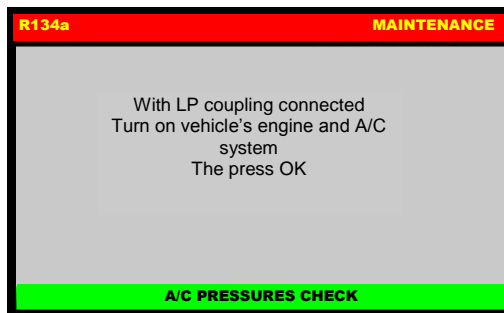 R134a MAINTENANCE
With LP coupling connected
Turn on vehicle's engine and A/C
system
The press OK
A/C PRESSURES CHECK